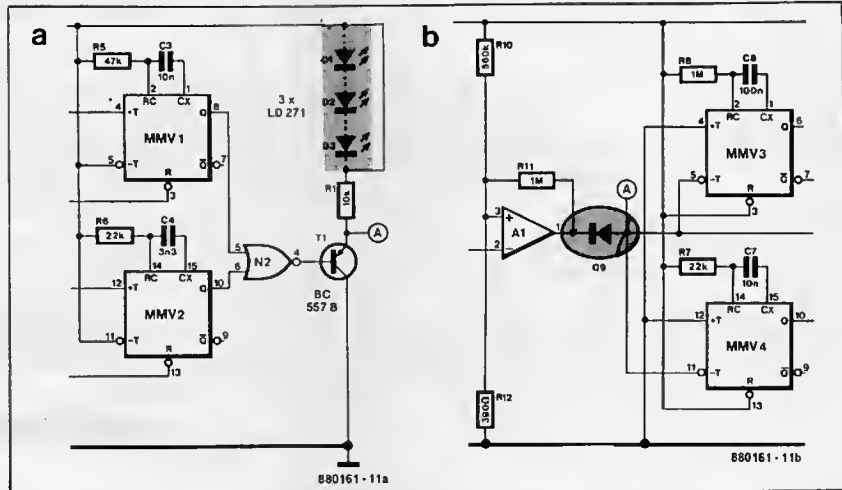 a
R5
47k
C3
10n
2
1
RC
CX
4
+T
Q
8
MMV1
5
-T
Q
7
R
3
R6
22k
C4
3n3
14
15
RC
CX
12
+T
Q
10
MMV2
11
-T
Q
9
R
13
5
6
N2
4
3 x
LD 271
D1
D2
D3
R1
10k
A
T1
BC
557 B
880161 - 11a
b
R10
560k
R11
1M
3
+
A1
1
2
-
A
D9
R12
390Ω
R8
1M
C8
100n
2
1
RC
CX
4
+T
Q
6
MMV3
5
-T
Q
7
R
3
R7
22k
C7
10n
14
15
RC
CX
12
+T
Q
10
MMV4
11
-T
Q
9
R
13
880161 - 11b